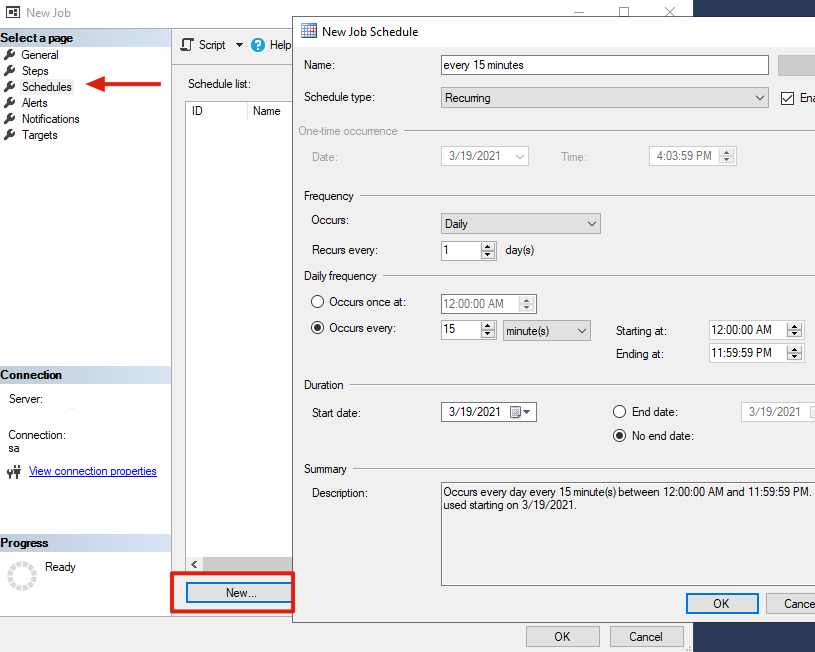 New Job
Select a page
General
Steps
Schedules
Alerts
Notifications
Targets
Connection
Server:
Connection:
sa
View connection properties
Progress
Ready
Script
Help
Schedule list:
ID Name
New...
OK Cancel
New Job Schedule
Name: every 15 minutes
Schedule type: Recurring Ena
One-time occurrence
Date: 3/19/2021 Time: 4:03:59 PM
Frequency
Occurs: Daily
Recurs every: 1 day(s)
Daily frequency
Occurs once at: 12:00:00 AM
Occurs every: 15 minute(s) Starting at: 12:00:00 AM
Ending at: 11:59:59 PM
Duration
Start date: 3/19/2021 End date: 3/19/2021
No end date:
Summary
Description: Occurs every day every 15 minute(s) between 12:00:00 AM and 11:59:59 PM.
used starting on 3/19/2021.
OK Cance